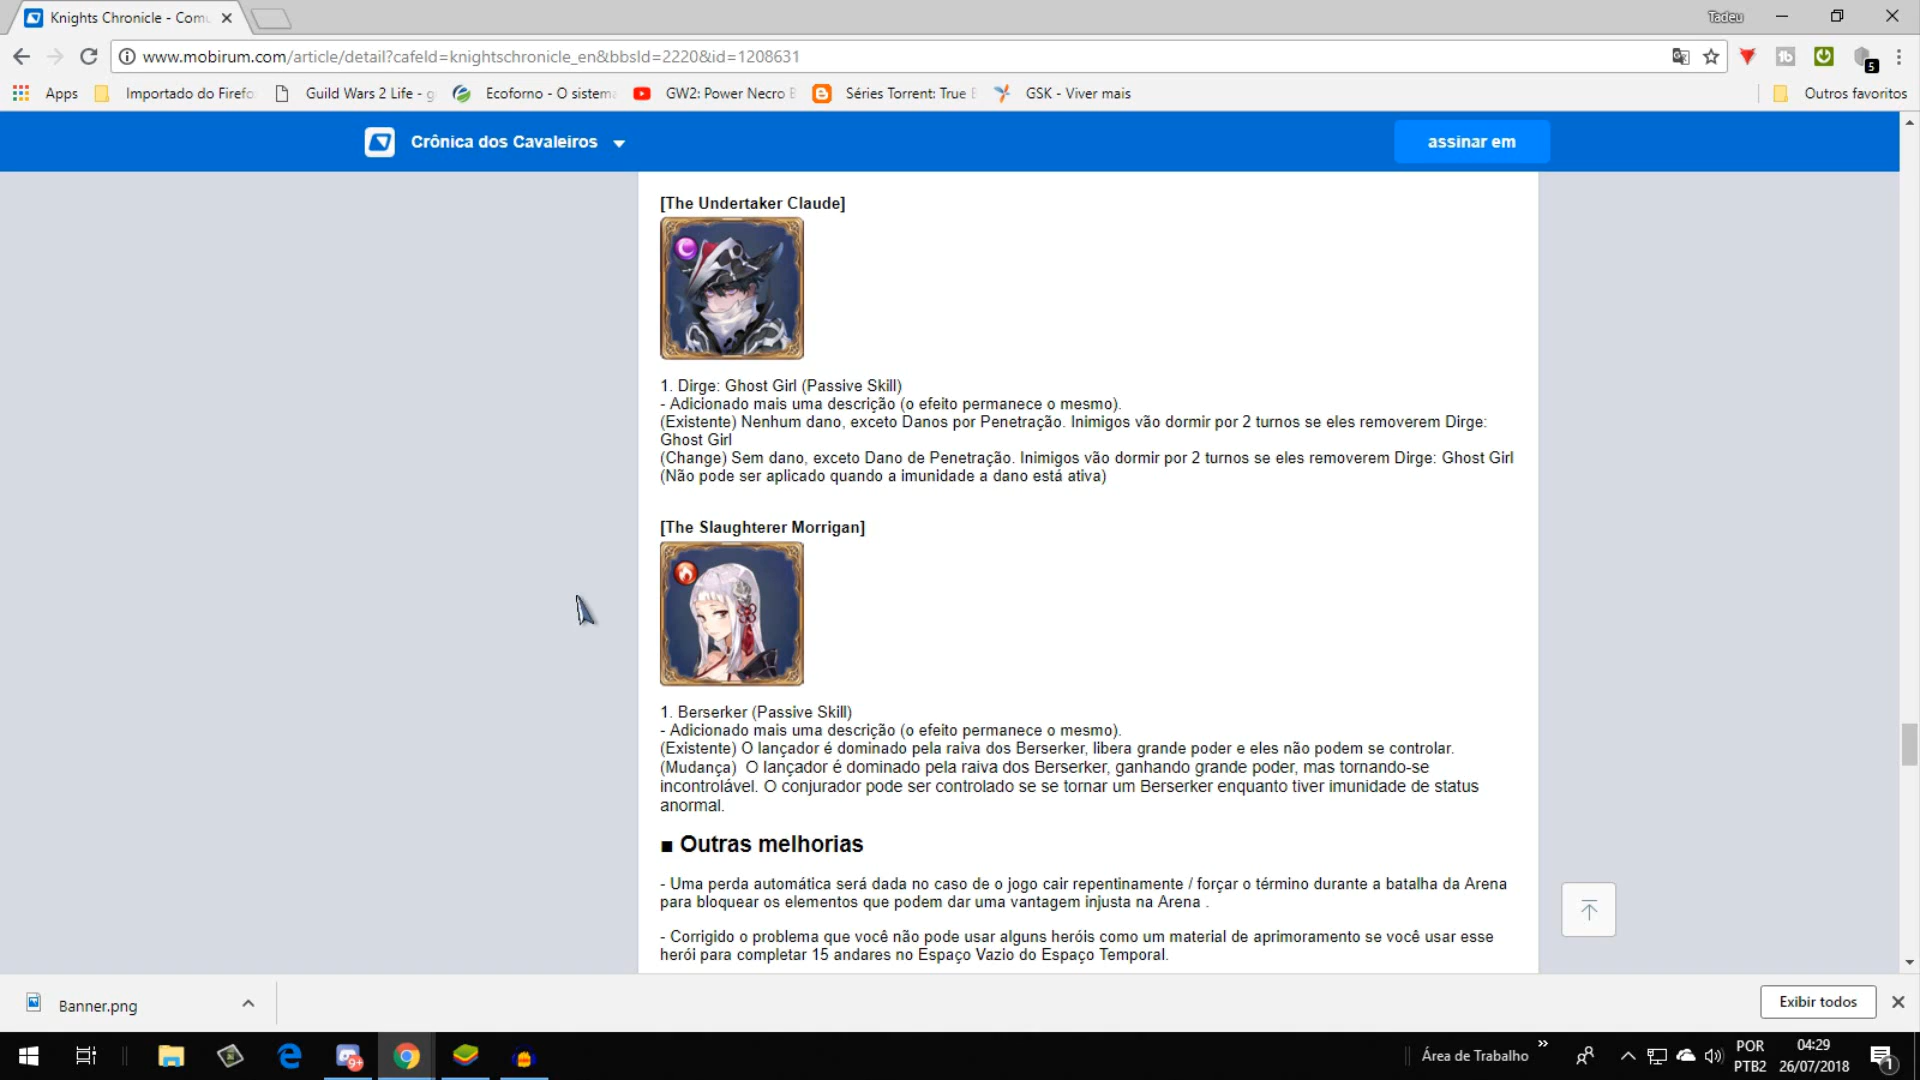 Knights Chronicle - Comu
Tadeu
www.mobirum.com/article/detail?cafeId=knightschronicle_en&bbsId=2220&id=1208631
5
Apps Importado do Firefo Guild Wars 2 Life - g Ecoforno - O sistema GW2: Power Necro B Séries Torrent: True B GSK - Viver mais Outros favoritos
Crônica dos Cavaleiros assinar em
[The Undertaker Claude]
1. Dirge: Ghost Girl (Passive Skill)
- Adicionado mais uma descrição (o efeito permanece o mesmo).
(Existente) Nenhum dano, exceto Danos por Penetração. Inimigos vão dormir por 2 turnos se eles removerem Dirge:
Ghost Girl
(Change) Sem dano, exceto Dano de Penetração. Inimigos vão dormir por 2 turnos se eles removerem Dirge: Ghost Girl
(Não pode ser aplicado quando a imunidade a dano está ativa)
[The Slaughterer Morrigan]
1. Berserker (Passive Skill)
- Adicionado mais uma descrição (o efeito permanece o mesmo).
(Existente) O lançador é dominado pela raiva dos Berserker, libera grande poder e eles não podem se controlar.
(Mudança) O lançador é dominado pela raiva dos Berserker, ganhando grande poder, mas tornando-se
incontrolável. O conjurador pode ser controlado se se tornar um Berserker enquanto tiver imunidade de status
anormal.
■ Outras melhorias
- Uma perda automática será dada no caso de o jogo cair repentinamente / forçar o término durante a batalha da Arena
para bloquear os elementos que podem dar uma vantagem injusta na Arena .
- Corrigido o problema que você não pode usar alguns heróis como um material de aprimoramento se você usar esse
herói para completar 15 andares no Espaço Vazio do Espaço Temporal.
Banner.png Exibir todos
9+
Área de Trabalho
POR
PTB2
04:29
26/07/2018
1